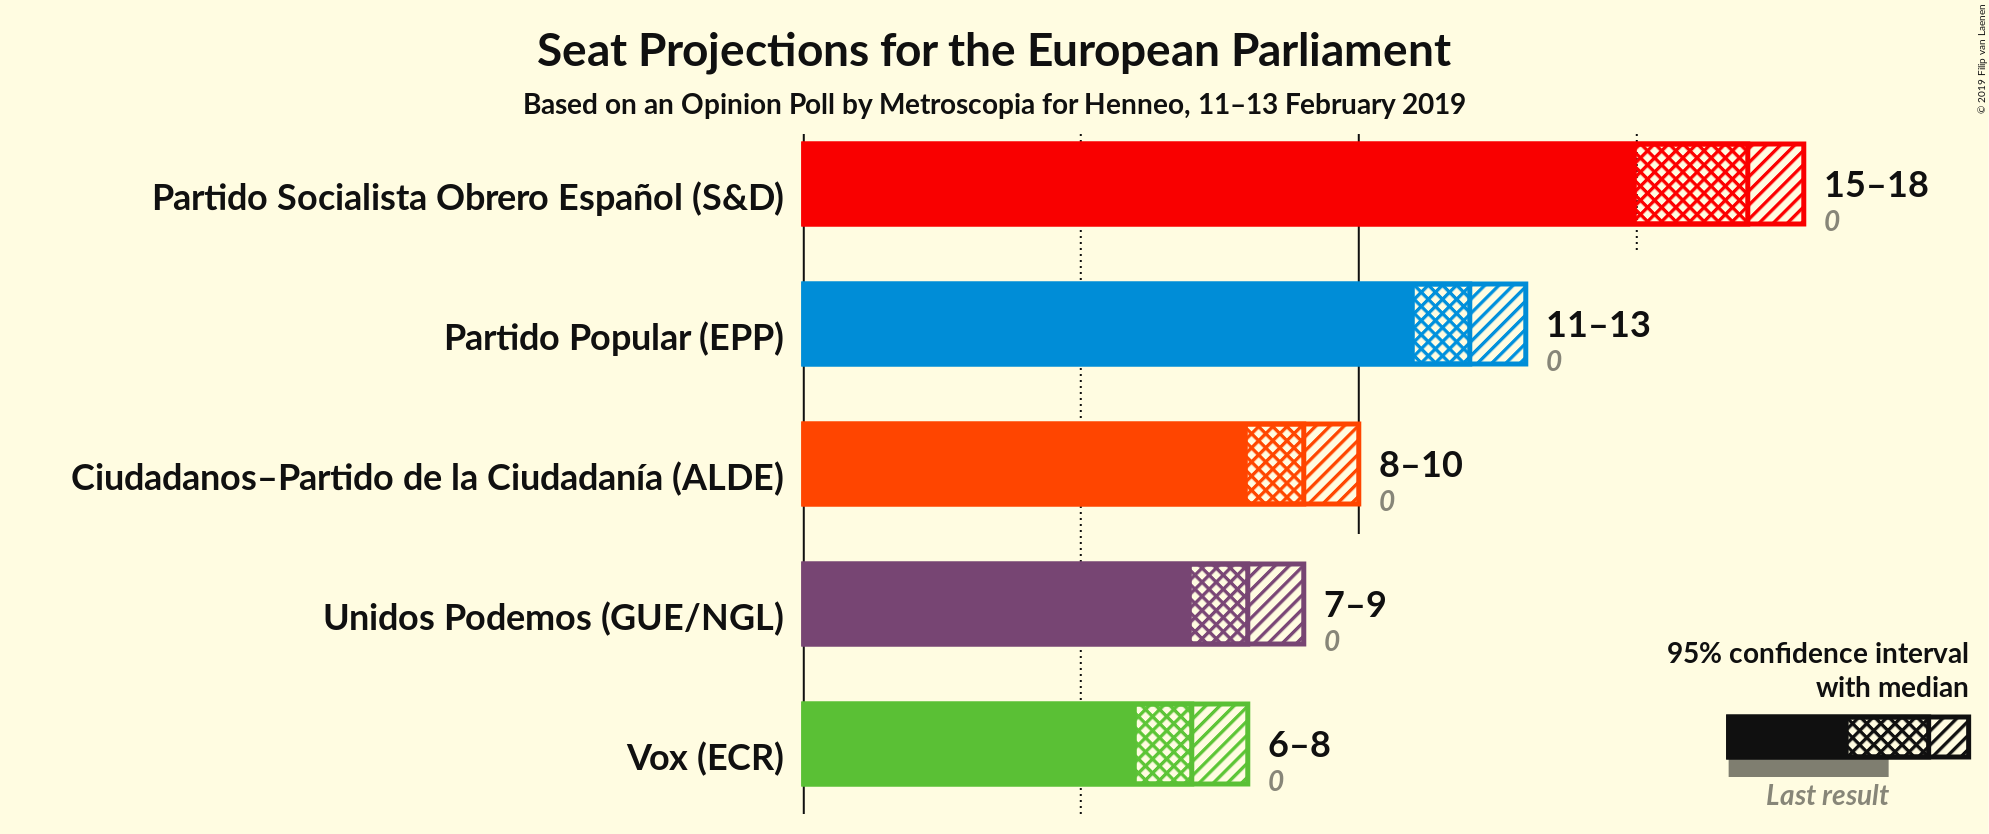 Seat Projections for the European Parliament
Based on an Opinion Poll by Metroscopia for Henneo, 11–13 February 2019
© 2019 Filip van Laenen
Partido Socialista Obrero Español (S&D)
15–18
0
Partido Popular (EPP)
11–13
0
Ciudadanos–Partido de la Ciudadanía (ALDE)
8–10
0
Unidos Podemos (GUE/NGL)
7–9
0
Vox (ECR)
6–8
0
95% confidence interval
with median
Last result